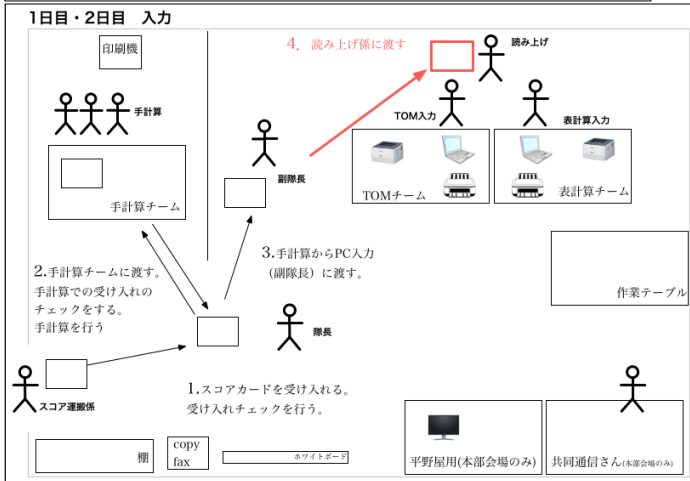 1日目・2日目　入力
印刷機
4．読み上げ係に渡す
読み上げ
手計算
TOM入力
表計算入力
副隊長
手計算チーム
TOMチーム
表計算チーム
3.手計算からPC入力
（副隊長）に渡す。
2.手計算チームに渡す。
手計算での受け入れの
チェックをする。
手計算を行う
作業テーブル
隊長
スコア運搬係
1.スコアカードを受け入れる。
受け入れチェックを行う。
棚
copy
fax
ホワイトボード
平野屋用(本部会場のみ)
共同通信さん(本部会場のみ)